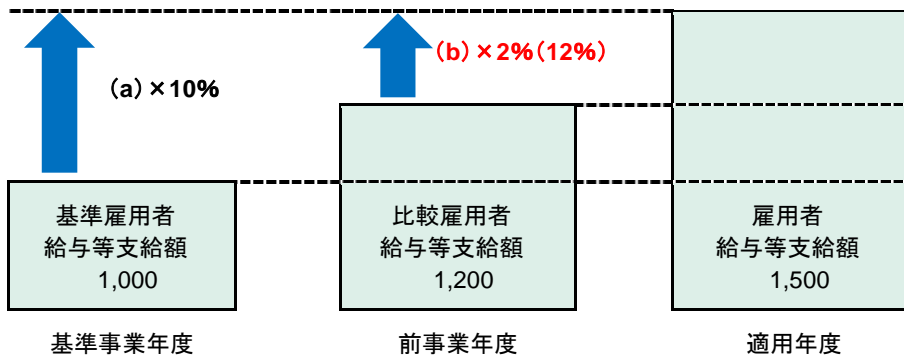 (a)×10%
(b)×2%(12%)
基準雇用者
給与等支給額
1,000
比較雇用者
給与等支給額
1,200
雇用者
給与等支給額
1,500
基準事業年度
前事業年度
適用年度